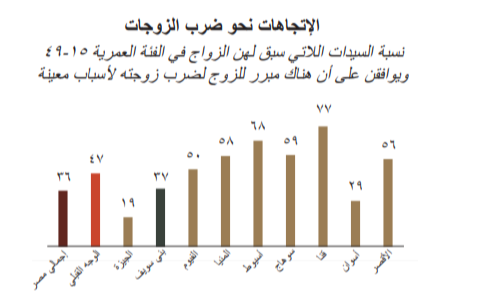 الإتجاهات نحو ضرب الزوجات
نسبة السيدات اللاتي سبق لهن الزواج في الفئة العمرية ١٥-٤٩
ويوافقن على أن هناك مبرر للزوج لضرب زوجته لأسباب معينة
٣٦
٤٧
١٩
٣٧
٥٠
٥٨
٦٨
٥٩
٧٧
٢٩
٥٦
إجمالي مصر
الوجه القبلي
الجيزة
بني سويف
الفيوم
المنيا
أسيوط
سوهاج
قنا
أسوان
الأقصر